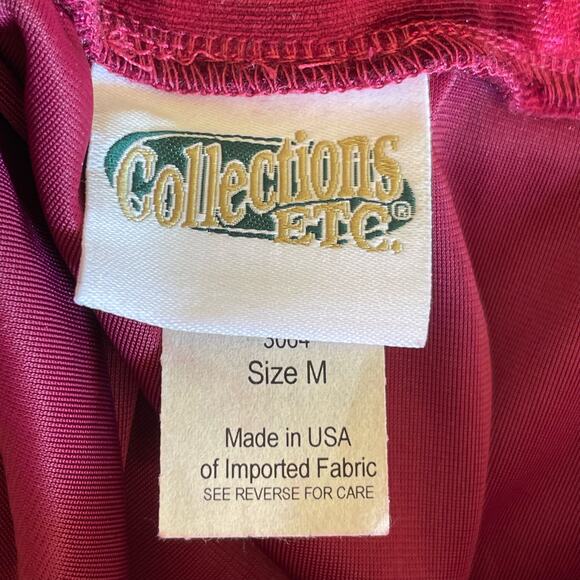 Collections
ETC.®
Size M
Made in USA
of Imported Fabric
SEE REVERSE FOR CARE